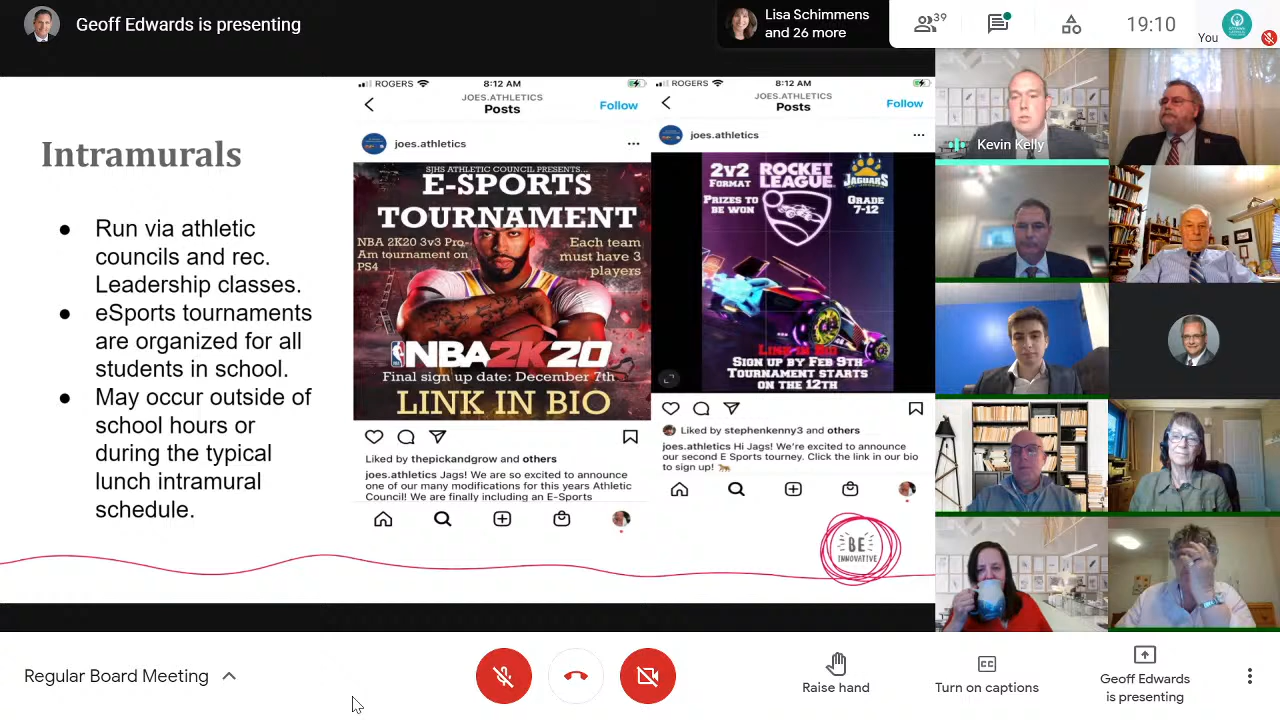 Geoff Edwards is presenting
Lisa Schimmens
and 26 more
39
19:10
You
Intramurals
● Run via athletic
councils and rec.
Leadership classes.
● eSports tournaments
are organized for all
students in school.
● May occur outside of
school hours or
during the typical
lunch intramural
schedule.
ROGERS
8:12 AM
JOES.ATHLETICS
Posts
Follow
joes.athletics
SJHS ATHLETIC COUNCIL PRESENTS...
E-SPORTS
TOURNAMENT
NBA 2K20 3v3 Pro-
Am tournament on
PS4
Each team
must have 3
players
NBA 2K20
Final sign up date: December 7th
LINK IN BIO
Liked by thepickandgrow and others
joes.athletics Jags! We are so excited to announce
one of our many modifications for this years Athletic
Council! We are finally including an E-Sports
ROGERS
8:12 AM
JOES.ATHLETICS
Posts
Follow
joes.athletics
2V2
FORMAT
PRIZES TO
BE WON
ROCKET
LEAGUE
JAGUARS
GRADE
7-12
LINK IN BIO
SIGN UP BY FEB 9TH
TOURNAMENT STARTS
ON THE 12TH
Liked by stephenkenny3 and others
joes.athletics Hi Jags! We're excited to announce
our second E Sports tourney. Click the link in our bio
to sign up!
BE
INNOVATIVE
Kevin Kelly
Regular Board Meeting
Raise hand
Turn on captions
Geoff Edwards
is presenting